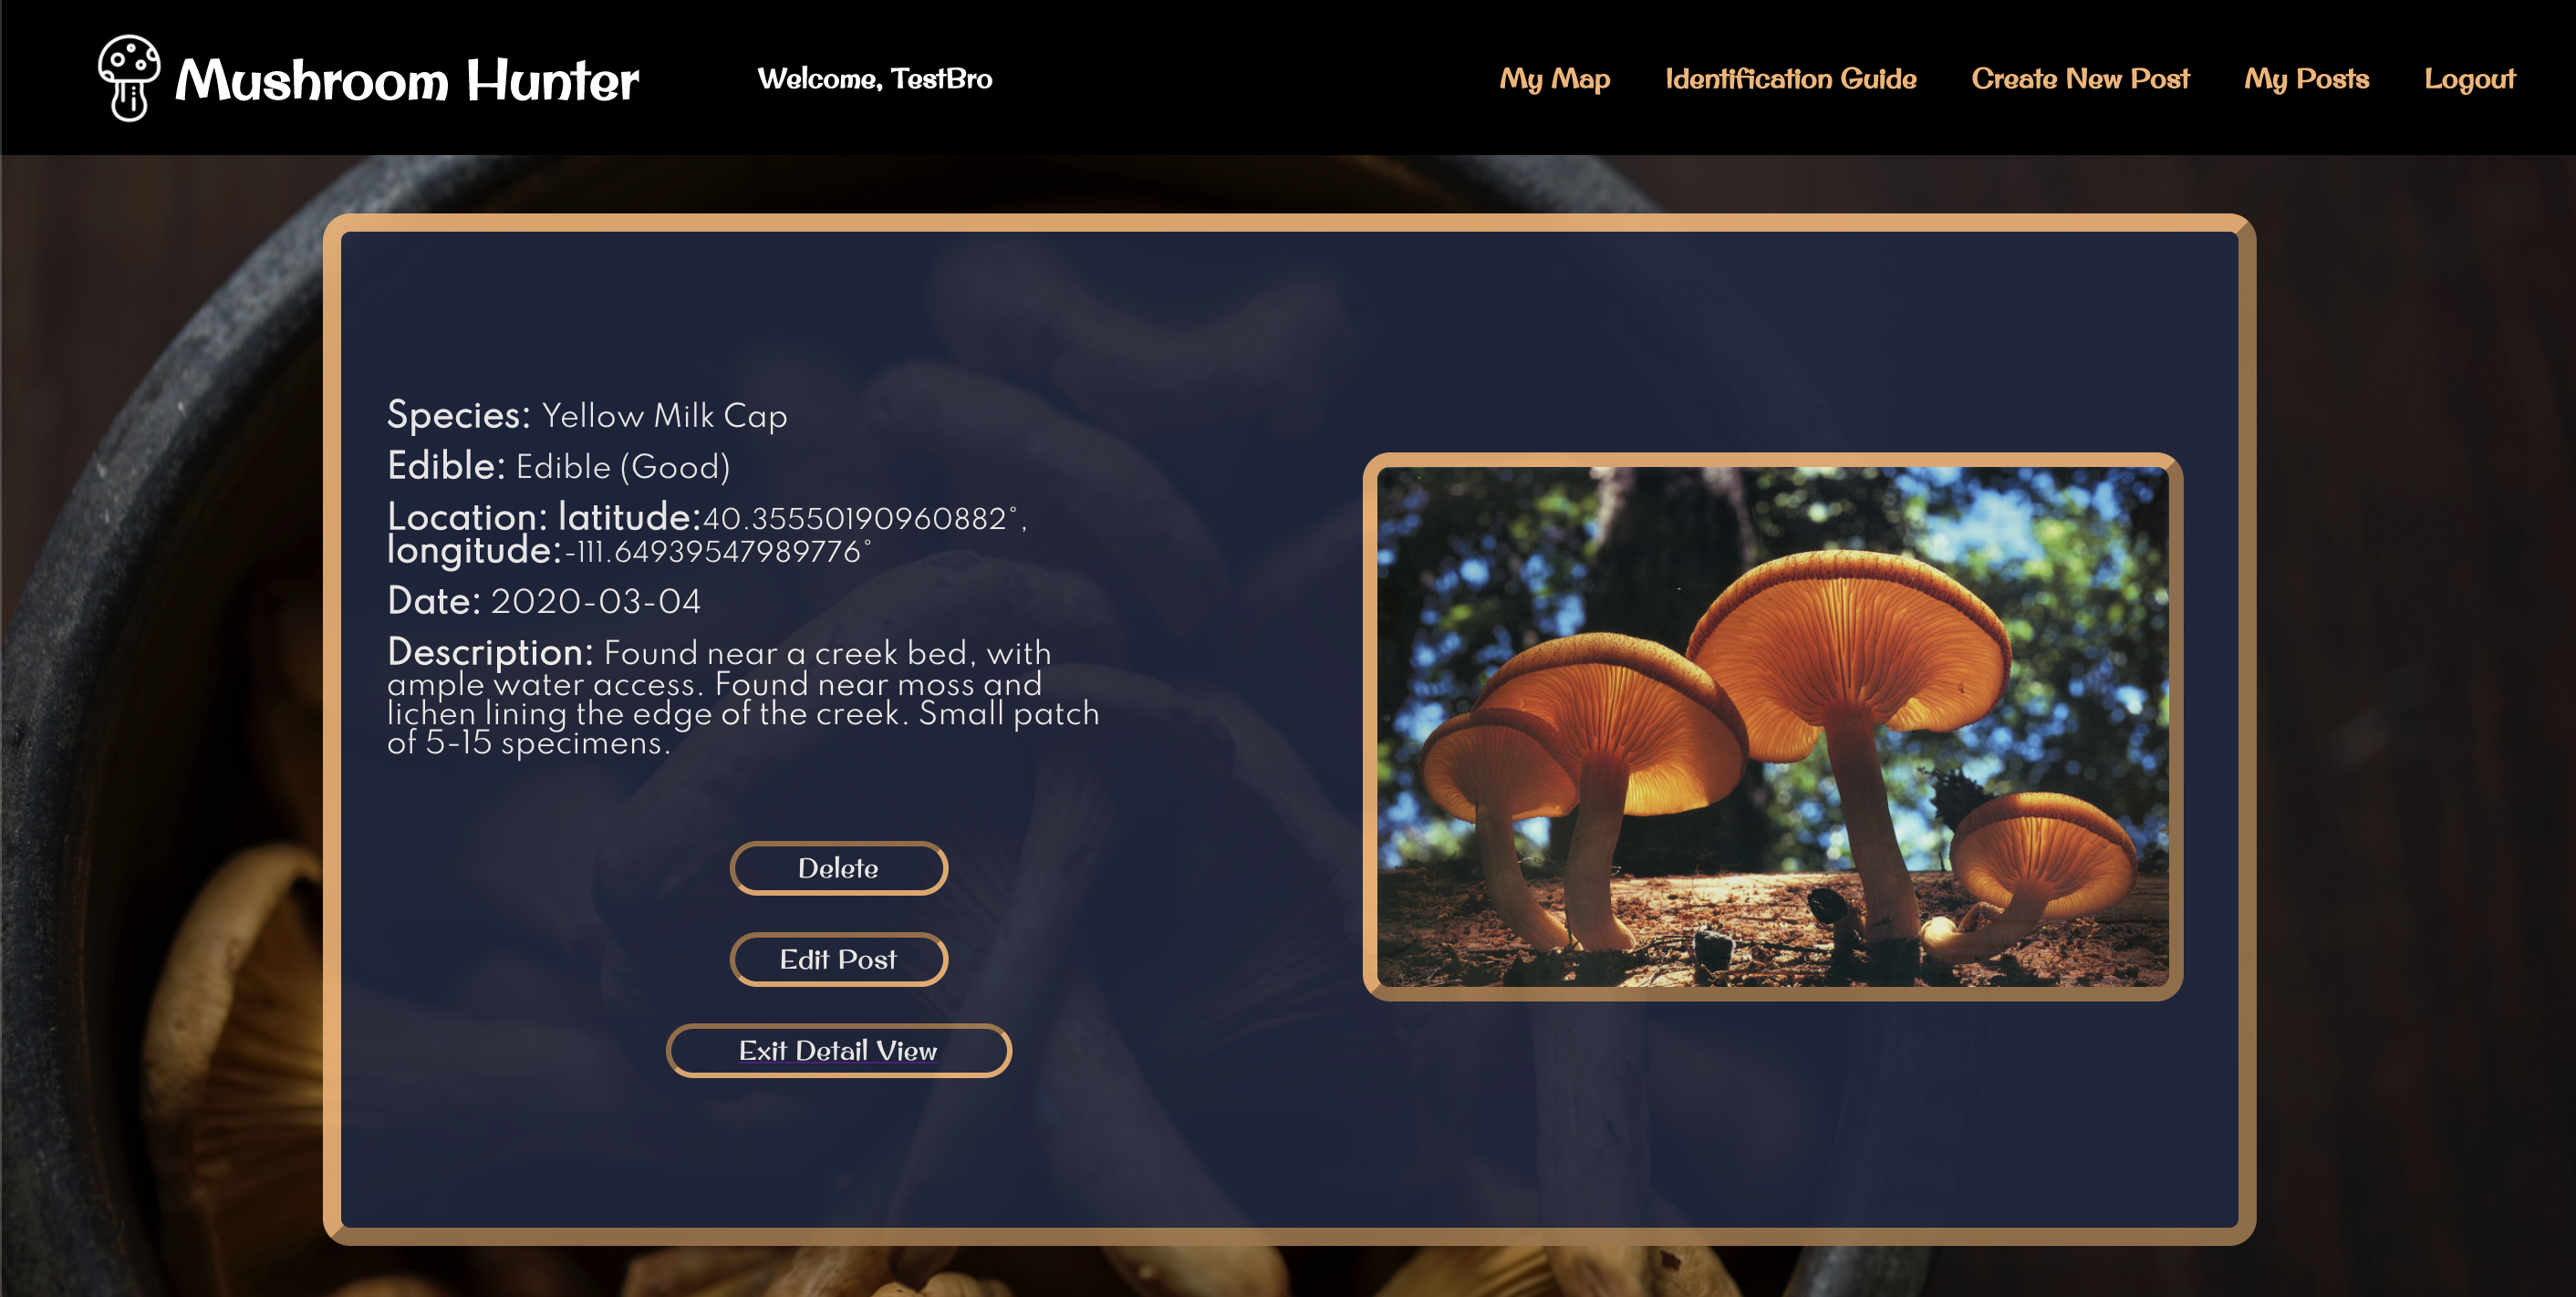 Mushroom Hunter
Welcome, TestBro
My Map
Identification Guide
Create New Post
My Posts
Logout
Species: Yellow Milk Cap
Edible: Edible (Good)
Location: latitude:40.35550190960882°,
longitude:-111.64939547989776°
Date: 2020-03-04
Description: Found near a creek bed, with
ample water access. Found near moss and
lichen lining the edge of the creek. Small patch
of 5-15 specimens.
Delete
Edit Post
Exit Detail View